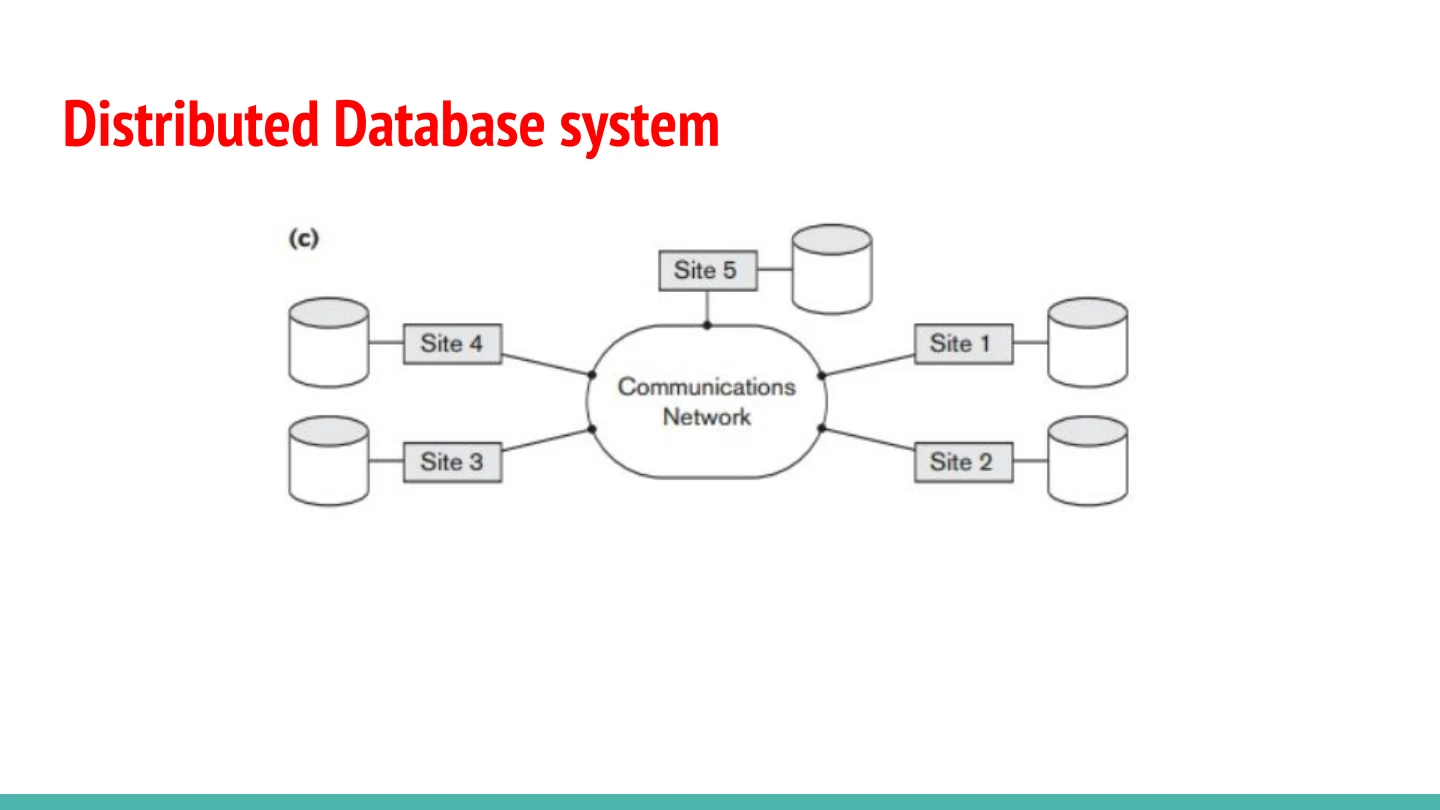 Distributed Database system
(c)
Site 5
Site 4
Site 1
Communications
Network
Site 3
Site 2